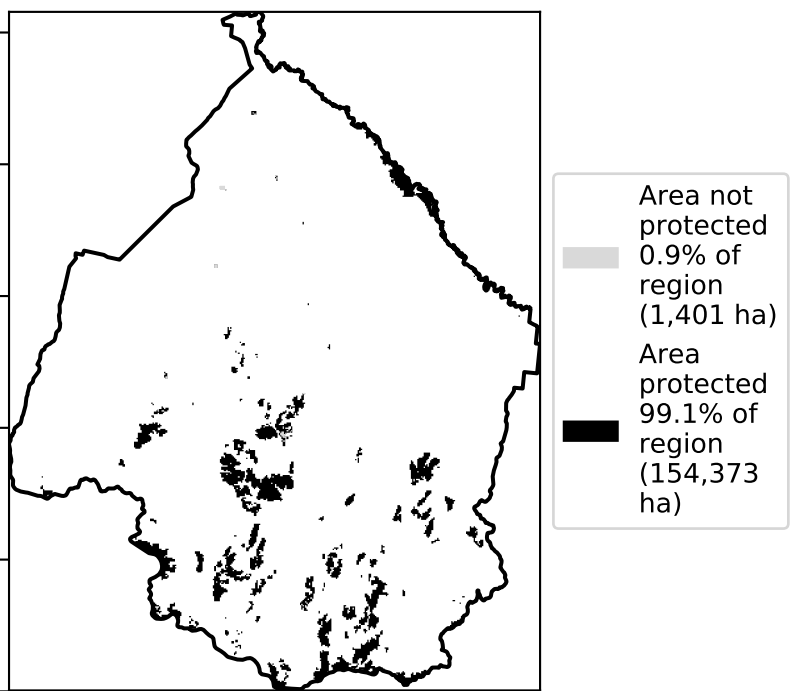 Area not
protected
0.9% of
region
(1,401 ha)
Area
protected
99.1% of
region
(154,373
ha)